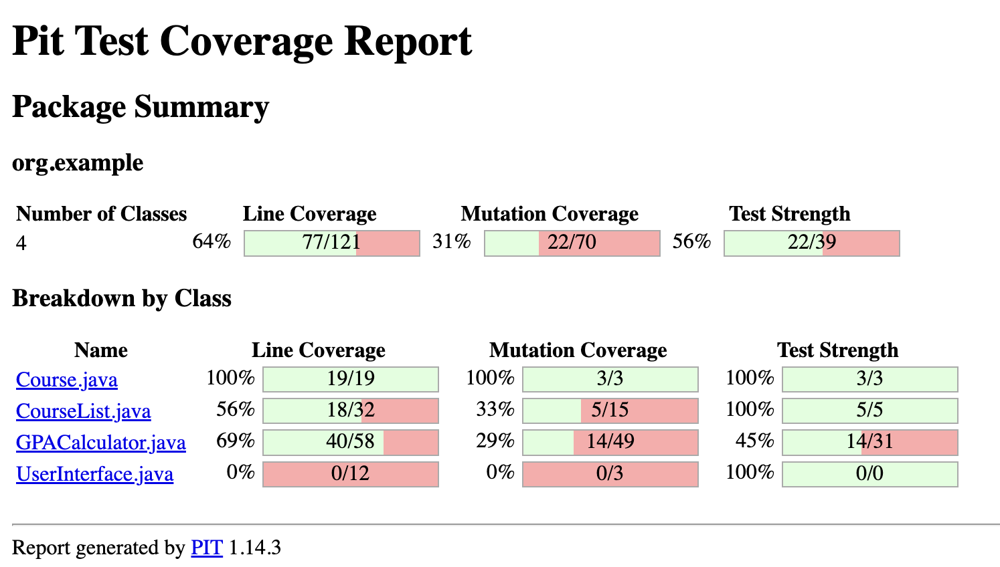 Pit Test Coverage Report
Package Summary
org.example
Number of Classes Line Coverage Mutation Coverage Test Strength
4 64% 77/121 31% 22/70 56% 22/39
Breakdown by Class
Name Line Coverage Mutation Coverage Test Strength
Course.java 100% 19/19 100% 3/3 100% 3/3
CourseList.java 56% 18/32 33% 5/15 100% 5/5
GPACalculator.java 69% 40/58 29% 14/49 45% 14/31
UserInterface.java 0% 0/12 0% 0/3 100% 0/0
Report generated by PIT 1.14.3